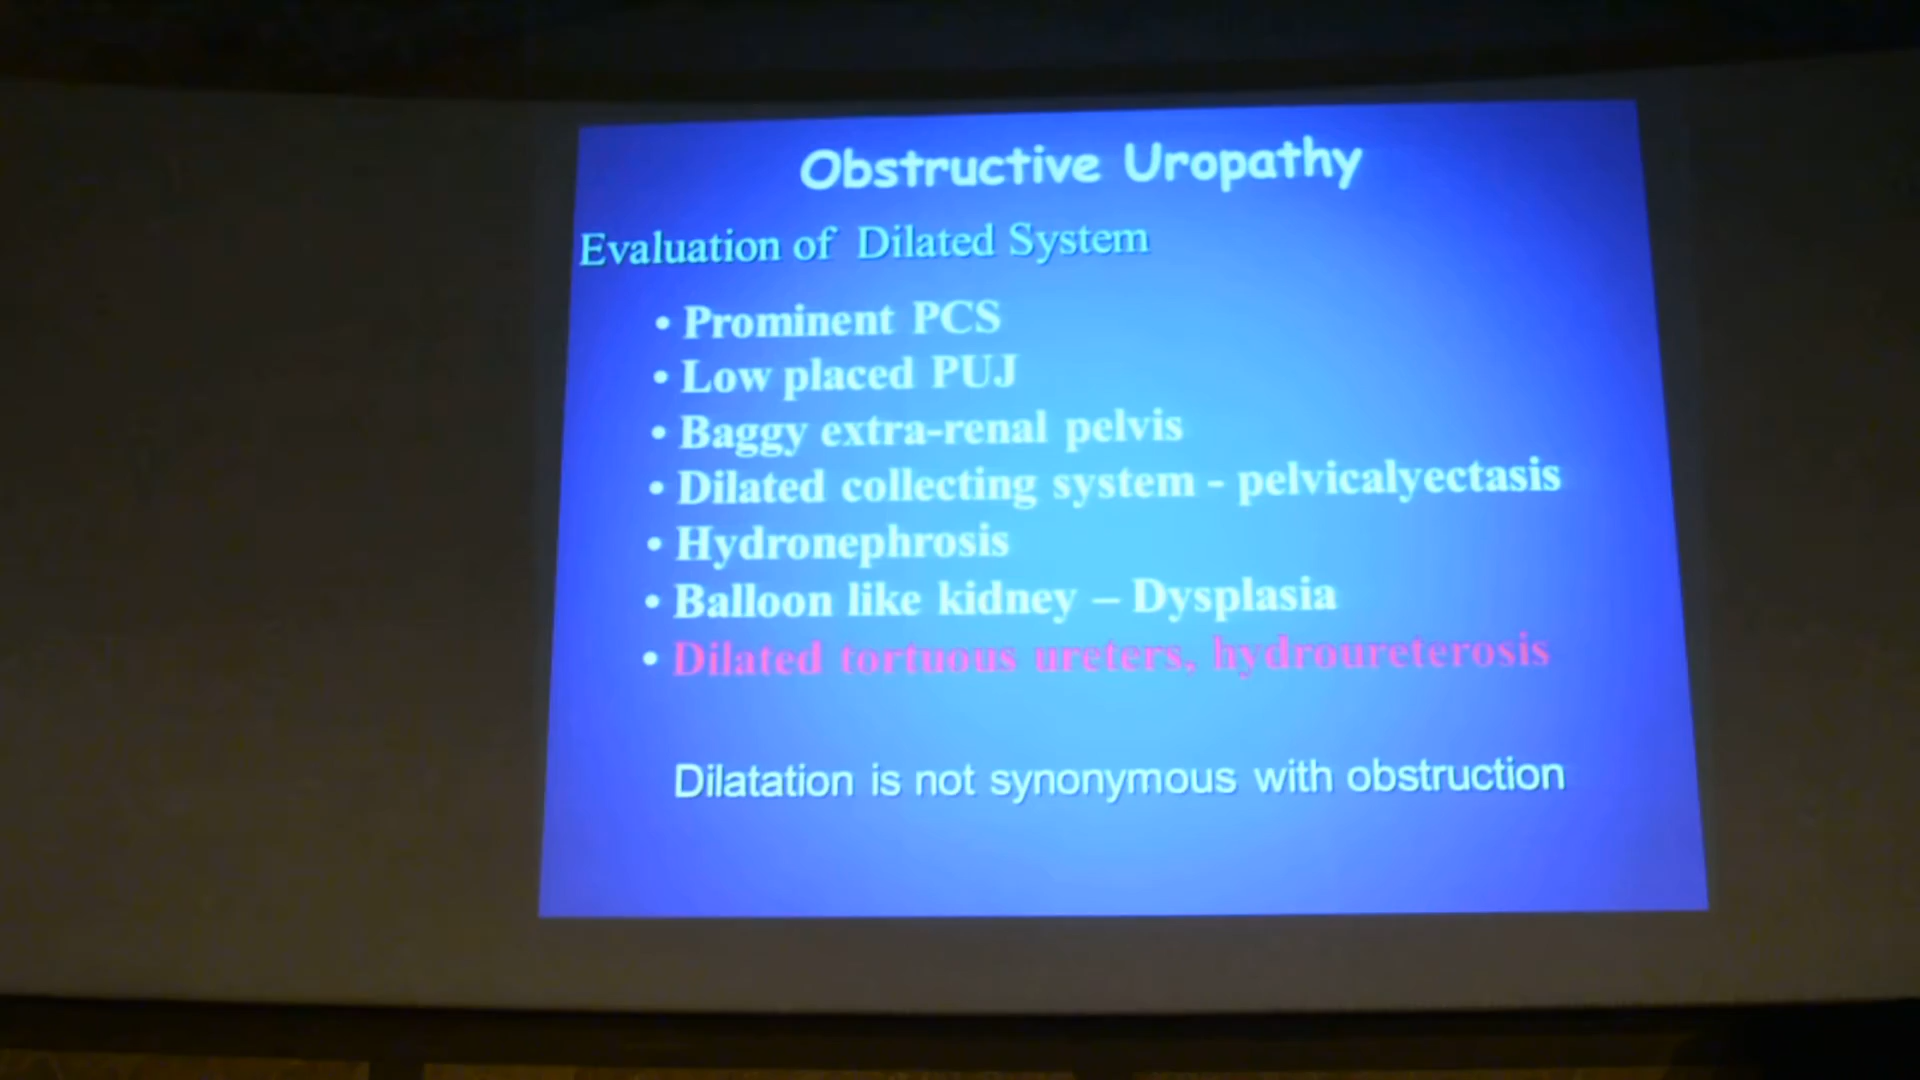 Obstructive Uropathy
Evaluation of Dilated System
• Prominent PCS
• Low placed PUJ
• Baggy extra-renal pelvis
• Dilated collecting system - pelvicalyectasis
• Hydronephrosis
• Balloon like kidney – Dysplasia
• Dilated tortuous ureters, hydroureterosis
Dilatation is not synonymous with obstruction